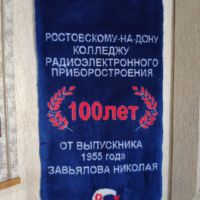 РОСТОВСКОМУ-НА-ДОНУ
КОЛЛЕДЖУ
РАДИОЭЛЕКТРОННОГО
ПРИБОРОСТРОЕНИЯ
100лет
ОТ ВЫПУСКНИКА
1955 года
ЗАВЬЯЛОВА НИКОЛАЯ